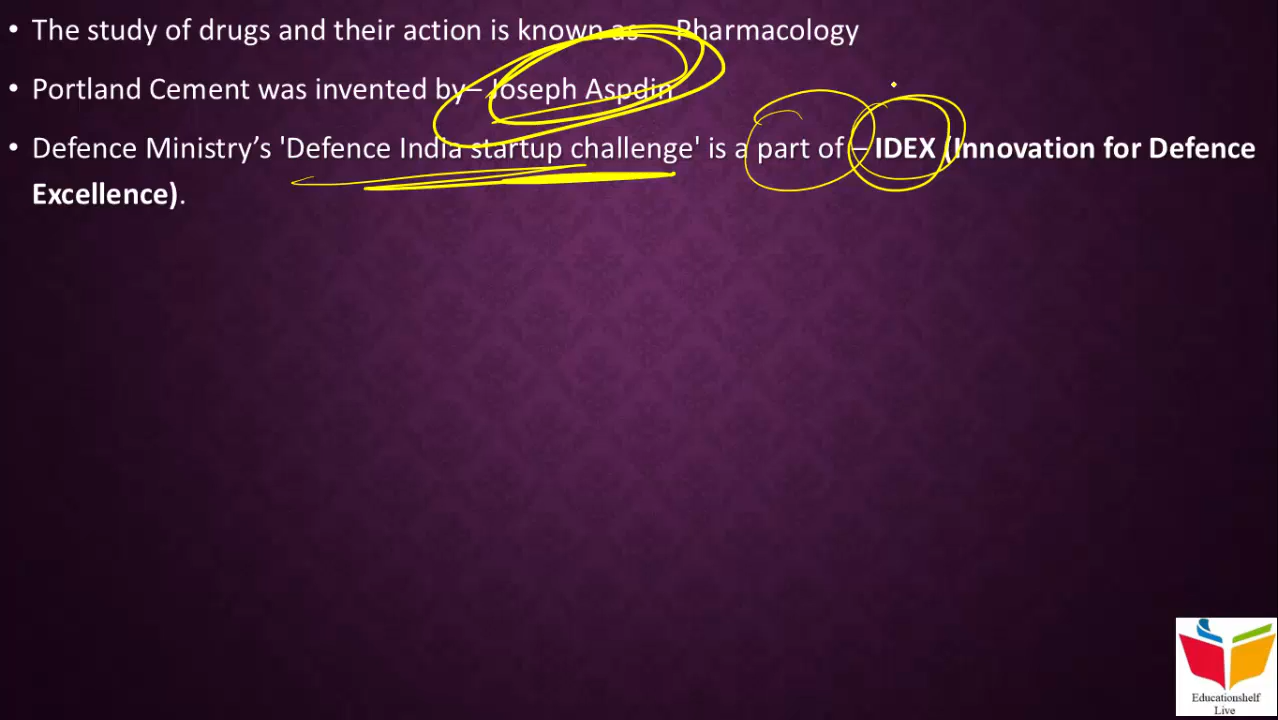 • The study of drugs and their action is known as – Pharmacology
• Portland Cement was invented by– Joseph Aspdin
• Defence Ministry’s 'Defence India startup challenge' is a part of – IDEX (Innovation for Defence
Excellence).
Educationshelf
Live